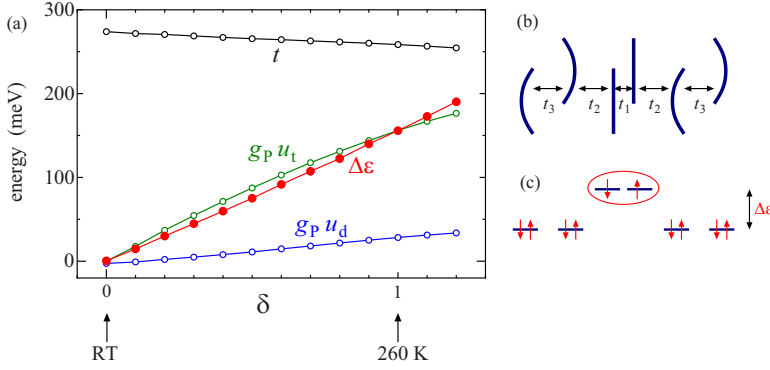 (a)
300
200
100
0
energy (meV)
t
g_P u_t
Δε
g_P u_d
0
1
δ
RT
260 K
(b)
t_3
t_2
t_1
t_2
t_3
(c)
Δε